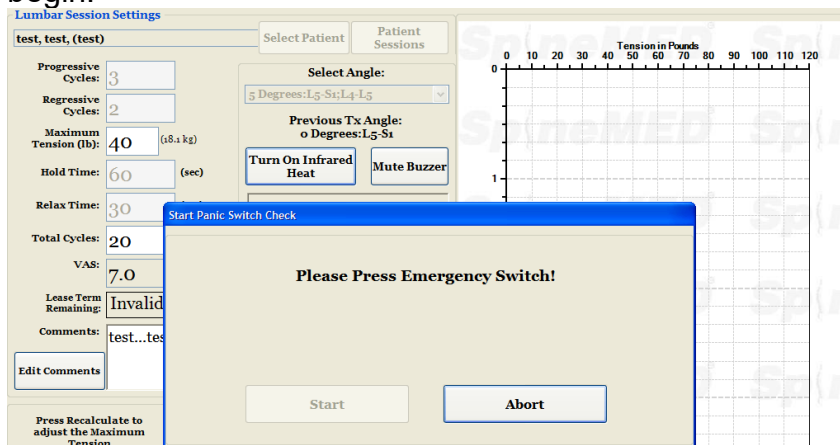 begin.
Lumbar Session Settings
test, test, (test)
Select Patient
Patient
Sessions
Progressive
Cycles:
3
Regressive
Cycles:
2
Maximum
Tension (lb):
40
(18.1 kg)
Hold Time:
60
(sec)
Relax Time:
30
Total Cycles:
20
VAS:
7.0
Lease Term
Remaining:
Invalid
Comments:
test...tes
Edit Comments
Press Recalculate to
adjust the Maximum
Tension
Select Angle:
5 Degrees:L5-S1;L4-L5
Previous Tx Angle:
0 Degrees:L5-S1
Turn On Infrared
Heat
Mute Buzzer
Start Panic Switch Check
Please Press Emergency Switch!
Start
Abort
Tension in Pounds
0 10 20 30 40 50 60 70 80 90 100 110 120
0
1
SpineMED
SpineMED